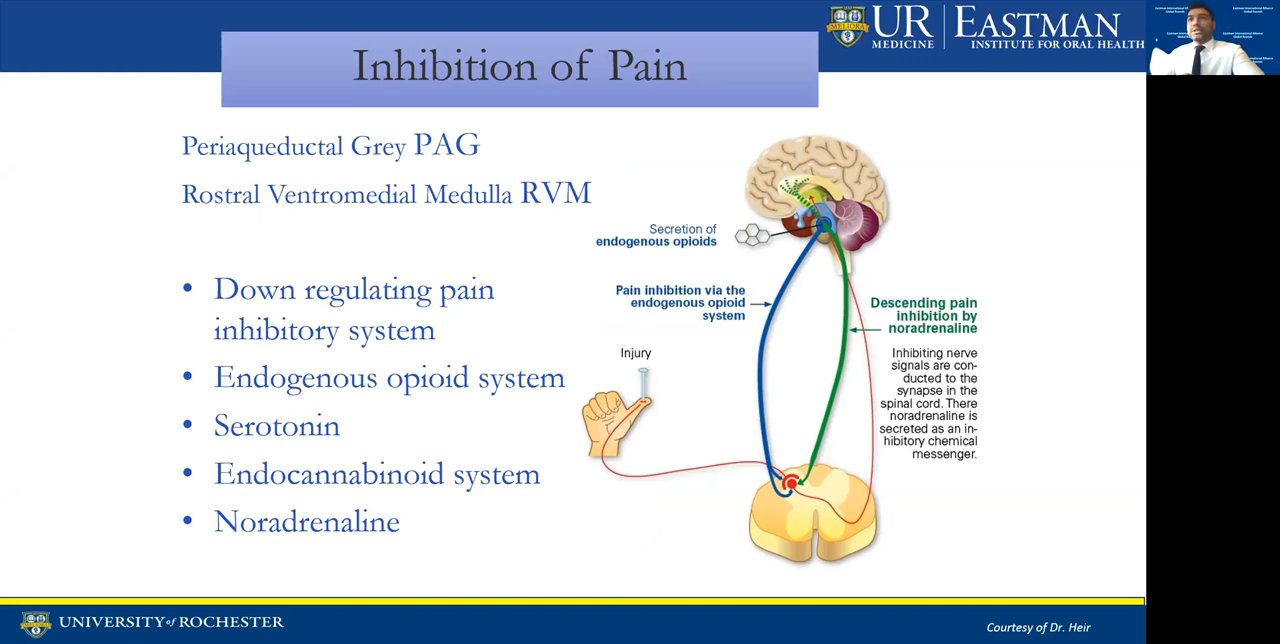 Inhibition of Pain
UR
MEDICINE
EASTMAN
INSTITUTE FOR ORAL HEALTH
MELIORA
Periaqueductal Grey PAG
Rostral Ventromedial Medulla RVM
• Down regulating pain
inhibitory system
• Endogenous opioid system
• Serotonin
• Endocannabinoid system
• Noradrenaline
Secretion of
endogenous opioids
Pain inhibition via the
endogenous opioid
system
Injury
Descending pain
inhibition by
noradrenaline
Inhibiting nerve
signals are con-
ducted to the
synapse in the
spinal cord. There
noradrenaline is
secreted as an in-
hibitory chemical
messenger.
UNIVERSITY of ROCHESTER
Courtesy of Dr. Heir